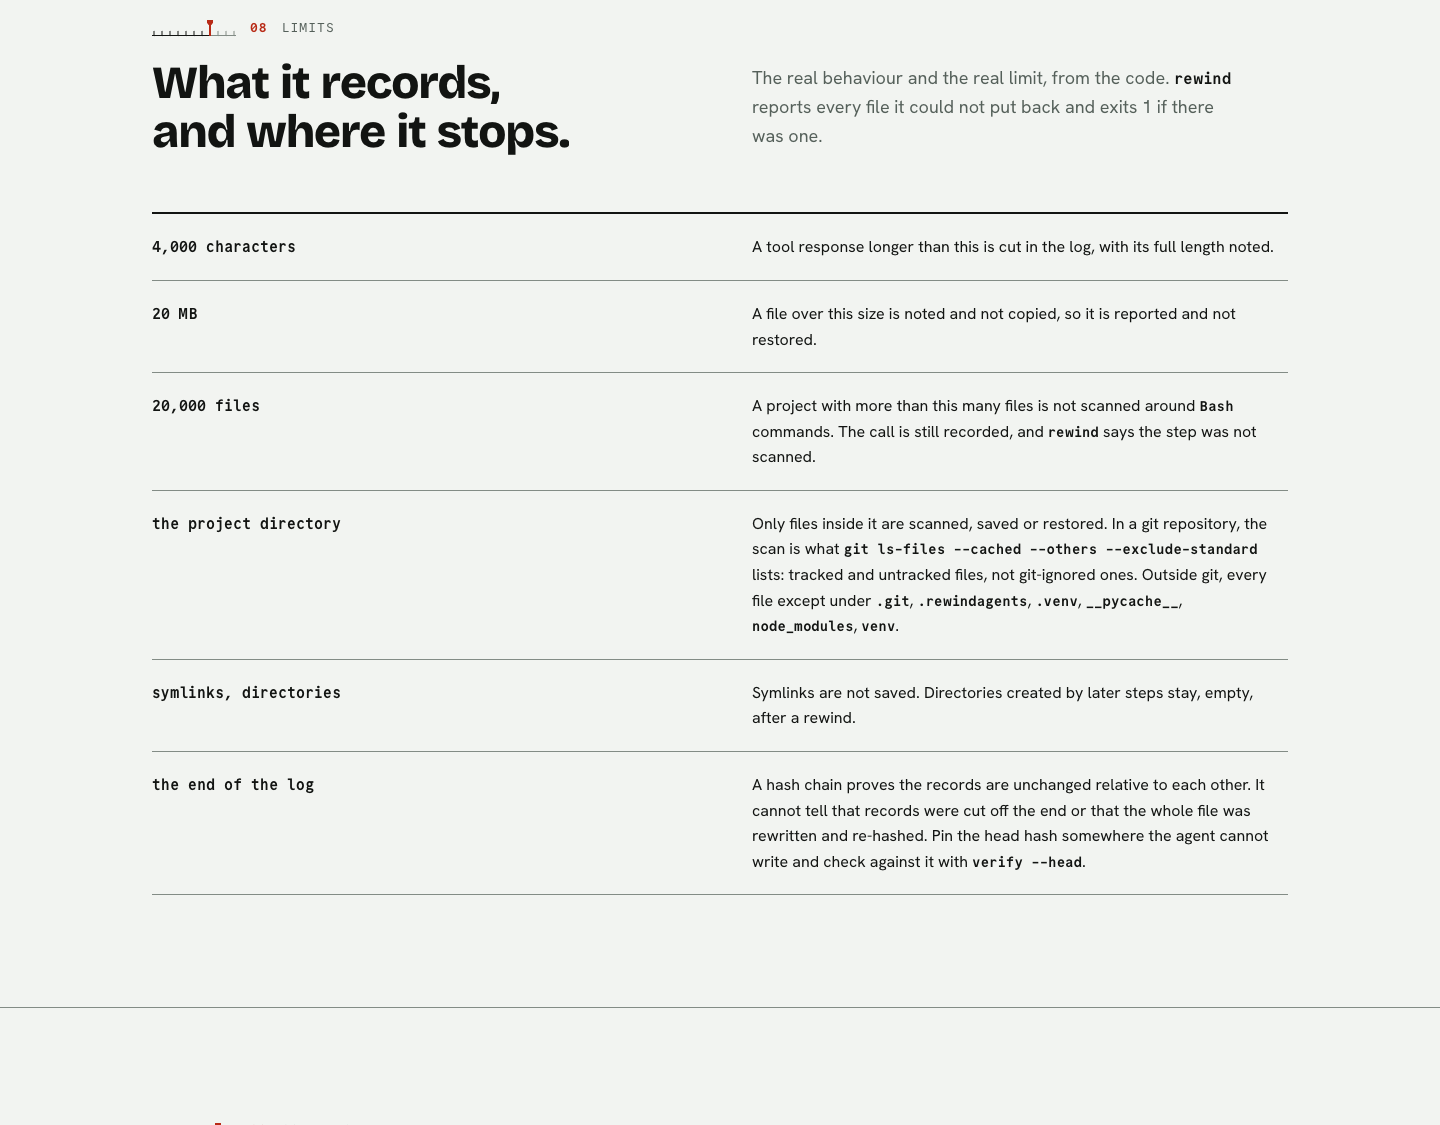 08 LIMITS
What it records,
and where it stops.
The real behaviour and the real limit, from the code. rewind
reports every file it could not put back and exits 1 if there
was one.
4,000 characters
A tool response longer than this is cut in the log, with its full length noted.
20 MB
A file over this size is noted and not copied, so it is reported and not
restored.
20,000 files
A project with more than this many files is not scanned around Bash
commands. The call is still recorded, and rewind says the step was not
scanned.
the project directory
Only files inside it are scanned, saved or restored. In a git repository, the
scan is what git ls-files --cached --others --exclude-standard
lists: tracked and untracked files, not git-ignored ones. Outside git, every
file except under .git, .rewindagents, .venv, __pycache__,
node_modules, venv.
symlinks, directories
Symlinks are not saved. Directories created by later steps stay, empty,
after a rewind.
the end of the log
A hash chain proves the records are unchanged relative to each other. It
cannot tell that records were cut off the end or that the whole file was
rewritten and re-hashed. Pin the head hash somewhere the agent cannot
write and check against it with verify --head.